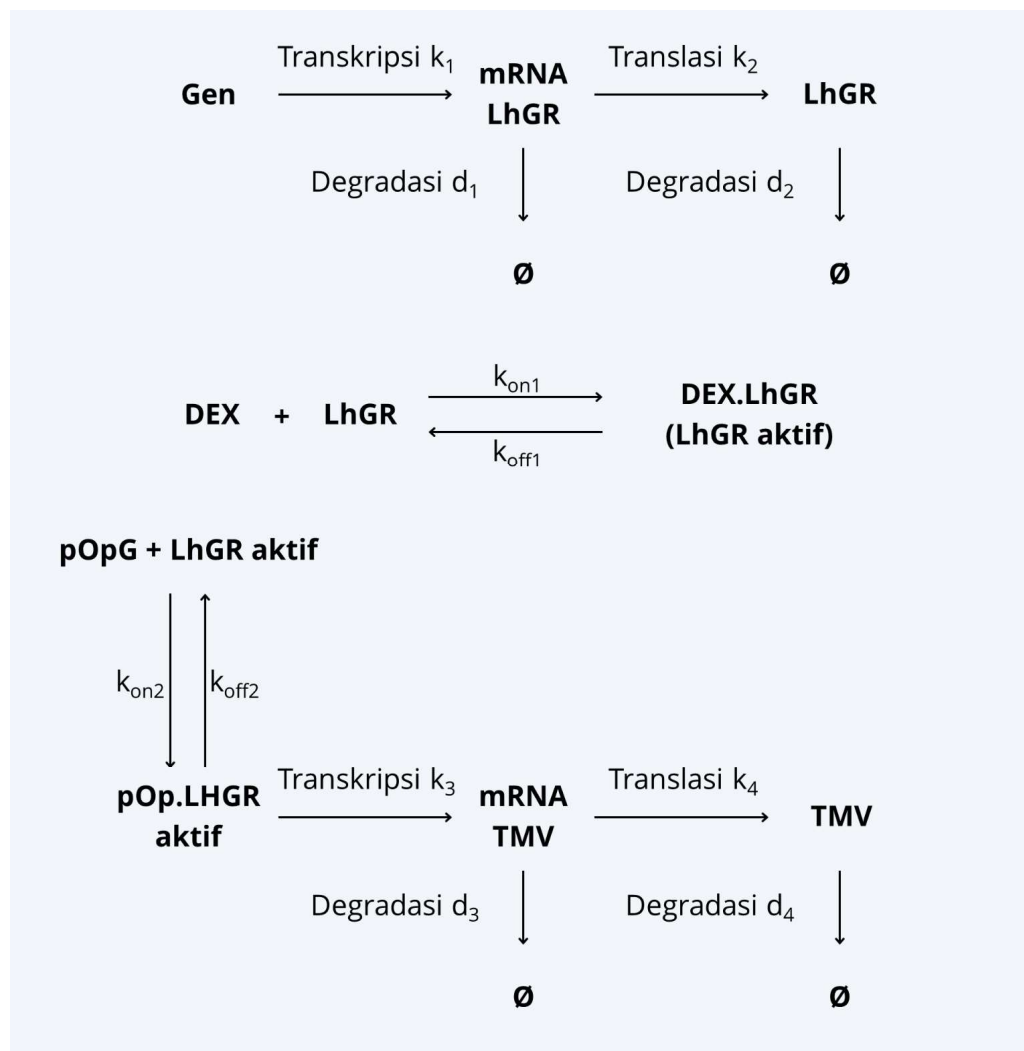 Transkripsi k₁
Translasi k₂
Gen
mRNA
LhGR
LhGR
Degradasi d₁
Degradasi d₂
Ø
Ø
kon1
DEX + LhGR
DEX.LhGR
(LhGR aktif)
koff1
pOpG + LhGR aktif
kon2
koff2
Transkripsi k₃
Translasi k₄
pOp.LHGR
aktif
mRNA
TMV
TMV
Degradasi d₃
Degradasi d₄
Ø
Ø